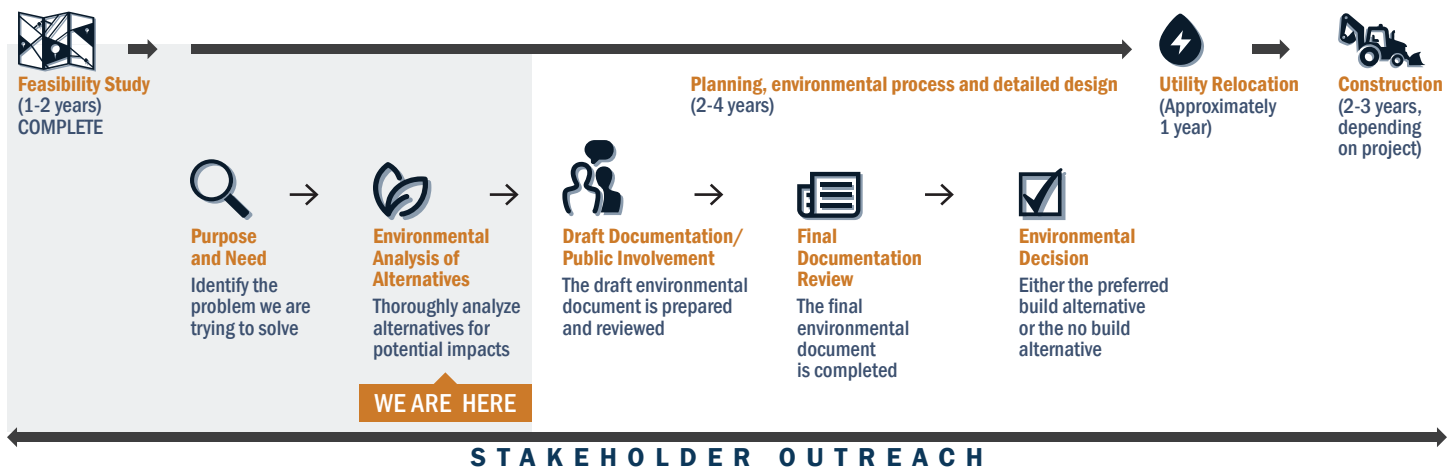 Feasibility Study
(1-2 years)
COMPLETE
Planning, environmental process and detailed design
(2-4 years)
Utility Relocation
(Approximately
1 year)
Construction
(2-3 years,
depending
on project)
Purpose
and Need
Identify the
problem we are
trying to solve
Environmental
Analysis of
Alternatives
Thoroughly analyze
alternatives for
potential impacts
WE ARE HERE
Draft Documentation/
Public Involvement
The draft environmental
document is prepared
and reviewed
Final
Documentation
Review
The final
environmental
document
is completed
Environmental
Decision
Either the preferred
build alternative
or the no build
alternative
STAKEHOLDER OUTREACH